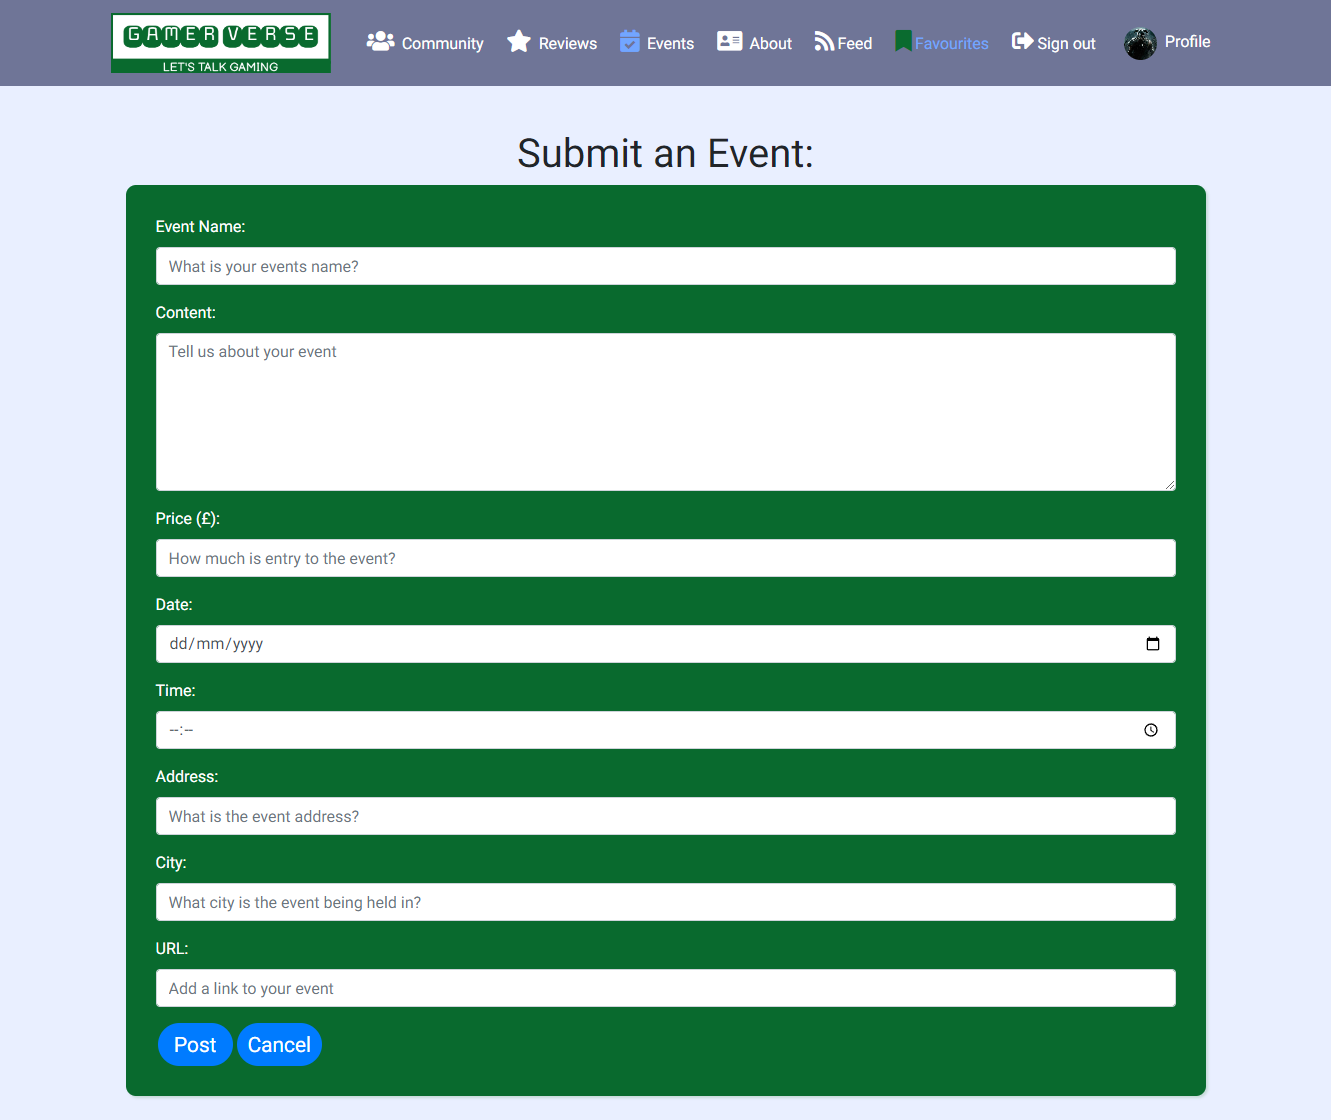 GAMER VERSE
LET'S TALK GAMING
Community Reviews Events About Feed Favourites Sign out Profile
Submit an Event:
Event Name:
What is your events name?
Content:
Tell us about your event
Price (£):
How much is entry to the event?
Date:
dd/mm/yyyy
Time:
--:--
Address:
What is the event address?
City:
What city is the event being held in?
URL:
Add a link to your event
Post Cancel